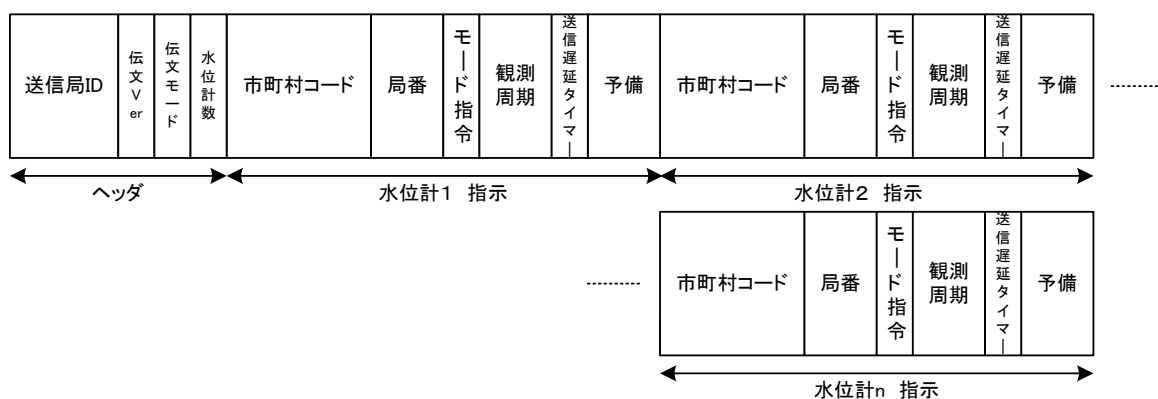 送信局ID
伝文Ver
伝文モード
水位計数
市町村コード
局番
モード指令
観測
周期
送信遅延タイマー
予備
市町村コード
局番
モード指令
観測
周期
送信遅延タイマー
予備
ヘッダ
水位計1 指示
水位計2 指示
市町村コード
局番
モード指令
観測
周期
送信遅延タイマー
予備
水位計n 指示